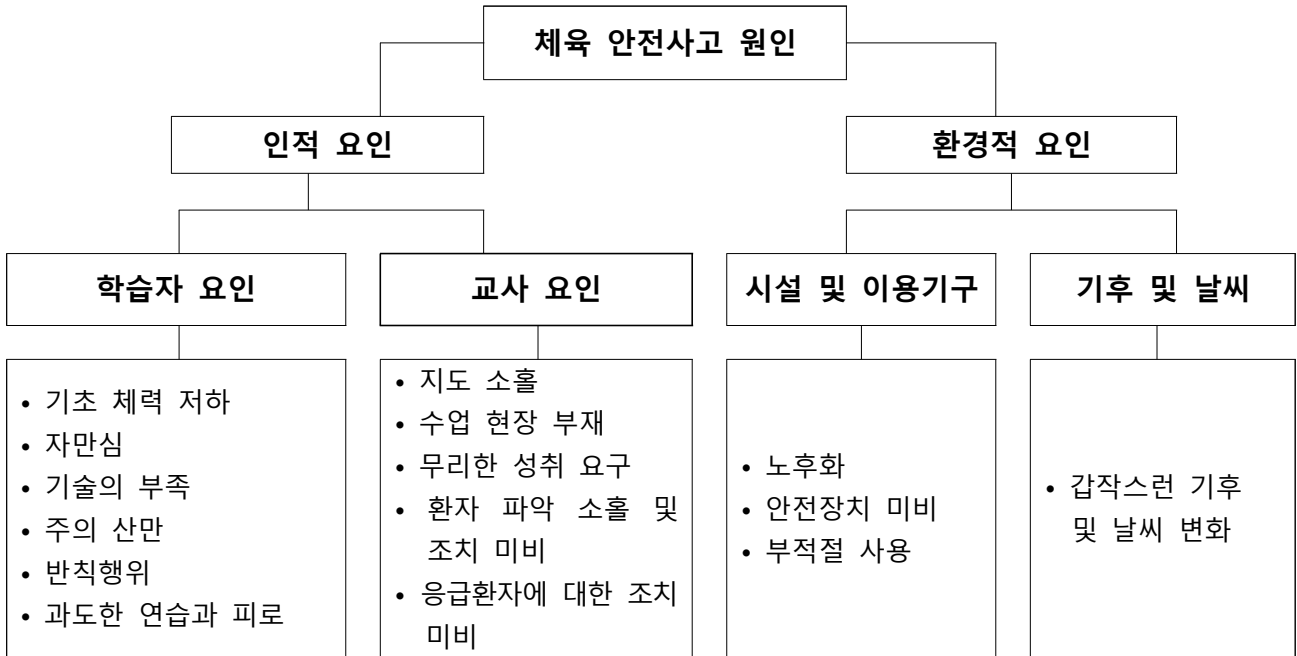 체육 안전사고 원인
인적 요인
환경적 요인
학습자 요인
교사 요인
시설 및 이용기구
기후 및 날씨
• 기초 체력 저하
• 자만심
• 기술의 부족
• 주의 산만
• 반칙행위
• 과도한 연습과 피로
• 지도 소홀
• 수업 현장 부재
• 무리한 성취 요구
• 환자 파악 소홀 및
조치 미비
• 응급환자에 대한 조치
미비
• 노후화
• 안전장치 미비
• 부적절 사용
• 갑작스런 기후
및 날씨 변화